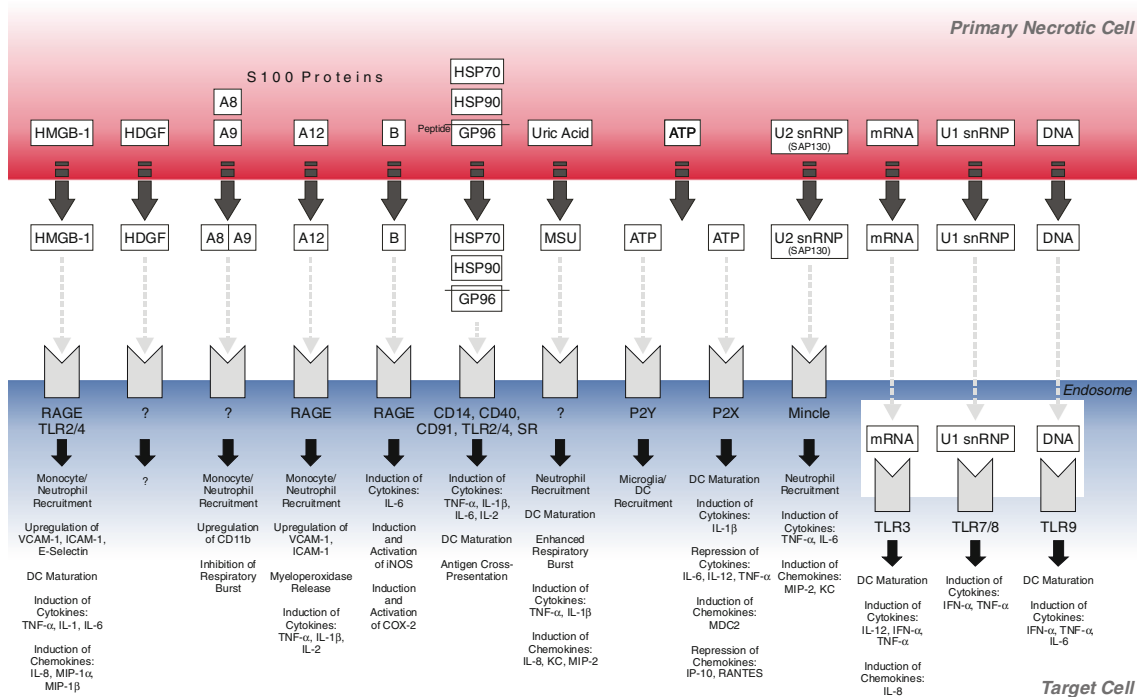 Primary Necrotic Cell
S100 Proteins
HSP70
HSP90
A8
HMGB-1
HDGF
A9
A12
B
Peptide
GP96
Uric Acid
ATP
U2 snRNP
(SAP130)
mRNA
U1 snRNP
DNA
HMGB-1
HDGF
A8
A9
A12
B
HSP70
HSP90
GP96
MSU
ATP
ATP
U2 snRNP
(SAP130)
mRNA
U1 snRNP
DNA
Endosome
RAGE
TLR2/4
?
?
RAGE
RAGE
CD14, CD40,
CD91, TLR2/4, SR
?
P2Y
P2X
Mincle
mRNA
U1 snRNP
DNA
TLR3
TLR7/8
TLR9
Monocyte/
Neutrophil
Recruitment
Upregulation of
VCAM-1, ICAM-1,
E-Selectin
DC Maturation
Induction of
Cytokines:
TNF-α, IL-1, IL-6
Induction of
Chemokines:
IL-8, MIP-1α,
MIP-1β
?
Monocyte/
Neutrophil
Recruitment
Upregulation
of CD11b
Inhibition of
Respiratory
Burst
Monocyte/
Neutrophil
Recruitment
Upregulation of
VCAM-1,
ICAM-1
Myeloperoxidase
Release
Induction of
Cytokines:
TNF-α, IL-1β,
IL-2
Induction of
Cytokines:
IL-6
Induction
and
Activation
of iNOS
Induction
and
Activation
of COX-2
Induction of
Cytokines:
TNF-α, IL-1β,
IL-6, IL-2
DC Maturation
Antigen Cross-
Presentation
Neutrophil
Recruitment
DC Maturation
Enhanced
Respiratory
Burst
Induction of
Cytokines:
TNF-α, IL-1β
Induction of
Chemokines:
IL-8, KC, MIP-2
Microglia/
DC
Recruitment
DC Maturation
Induction of
Cytokines:
IL-1β
Repression of
Cytokines:
IL-6, IL-12, TNF-α
Induction of
Chemokines:
MDC2
Repression of
Chemokines:
IP-10, RANTES
Neutrophil
Recruitment
Induction of
Cytokines:
TNF-α, IL-6
Induction of
Chemokines:
MIP-2, KC
DC Maturation
Induction of
Cytokines:
IL-12, IFN-α,
TNF-α
Induction of
Chemokines:
IL-8
Induction of
Cytokines:
IFN-α, TNF-α
DC Maturation
Induction of
Cytokines:
IFN-α, TNF-α,
IL-6
Target Cell